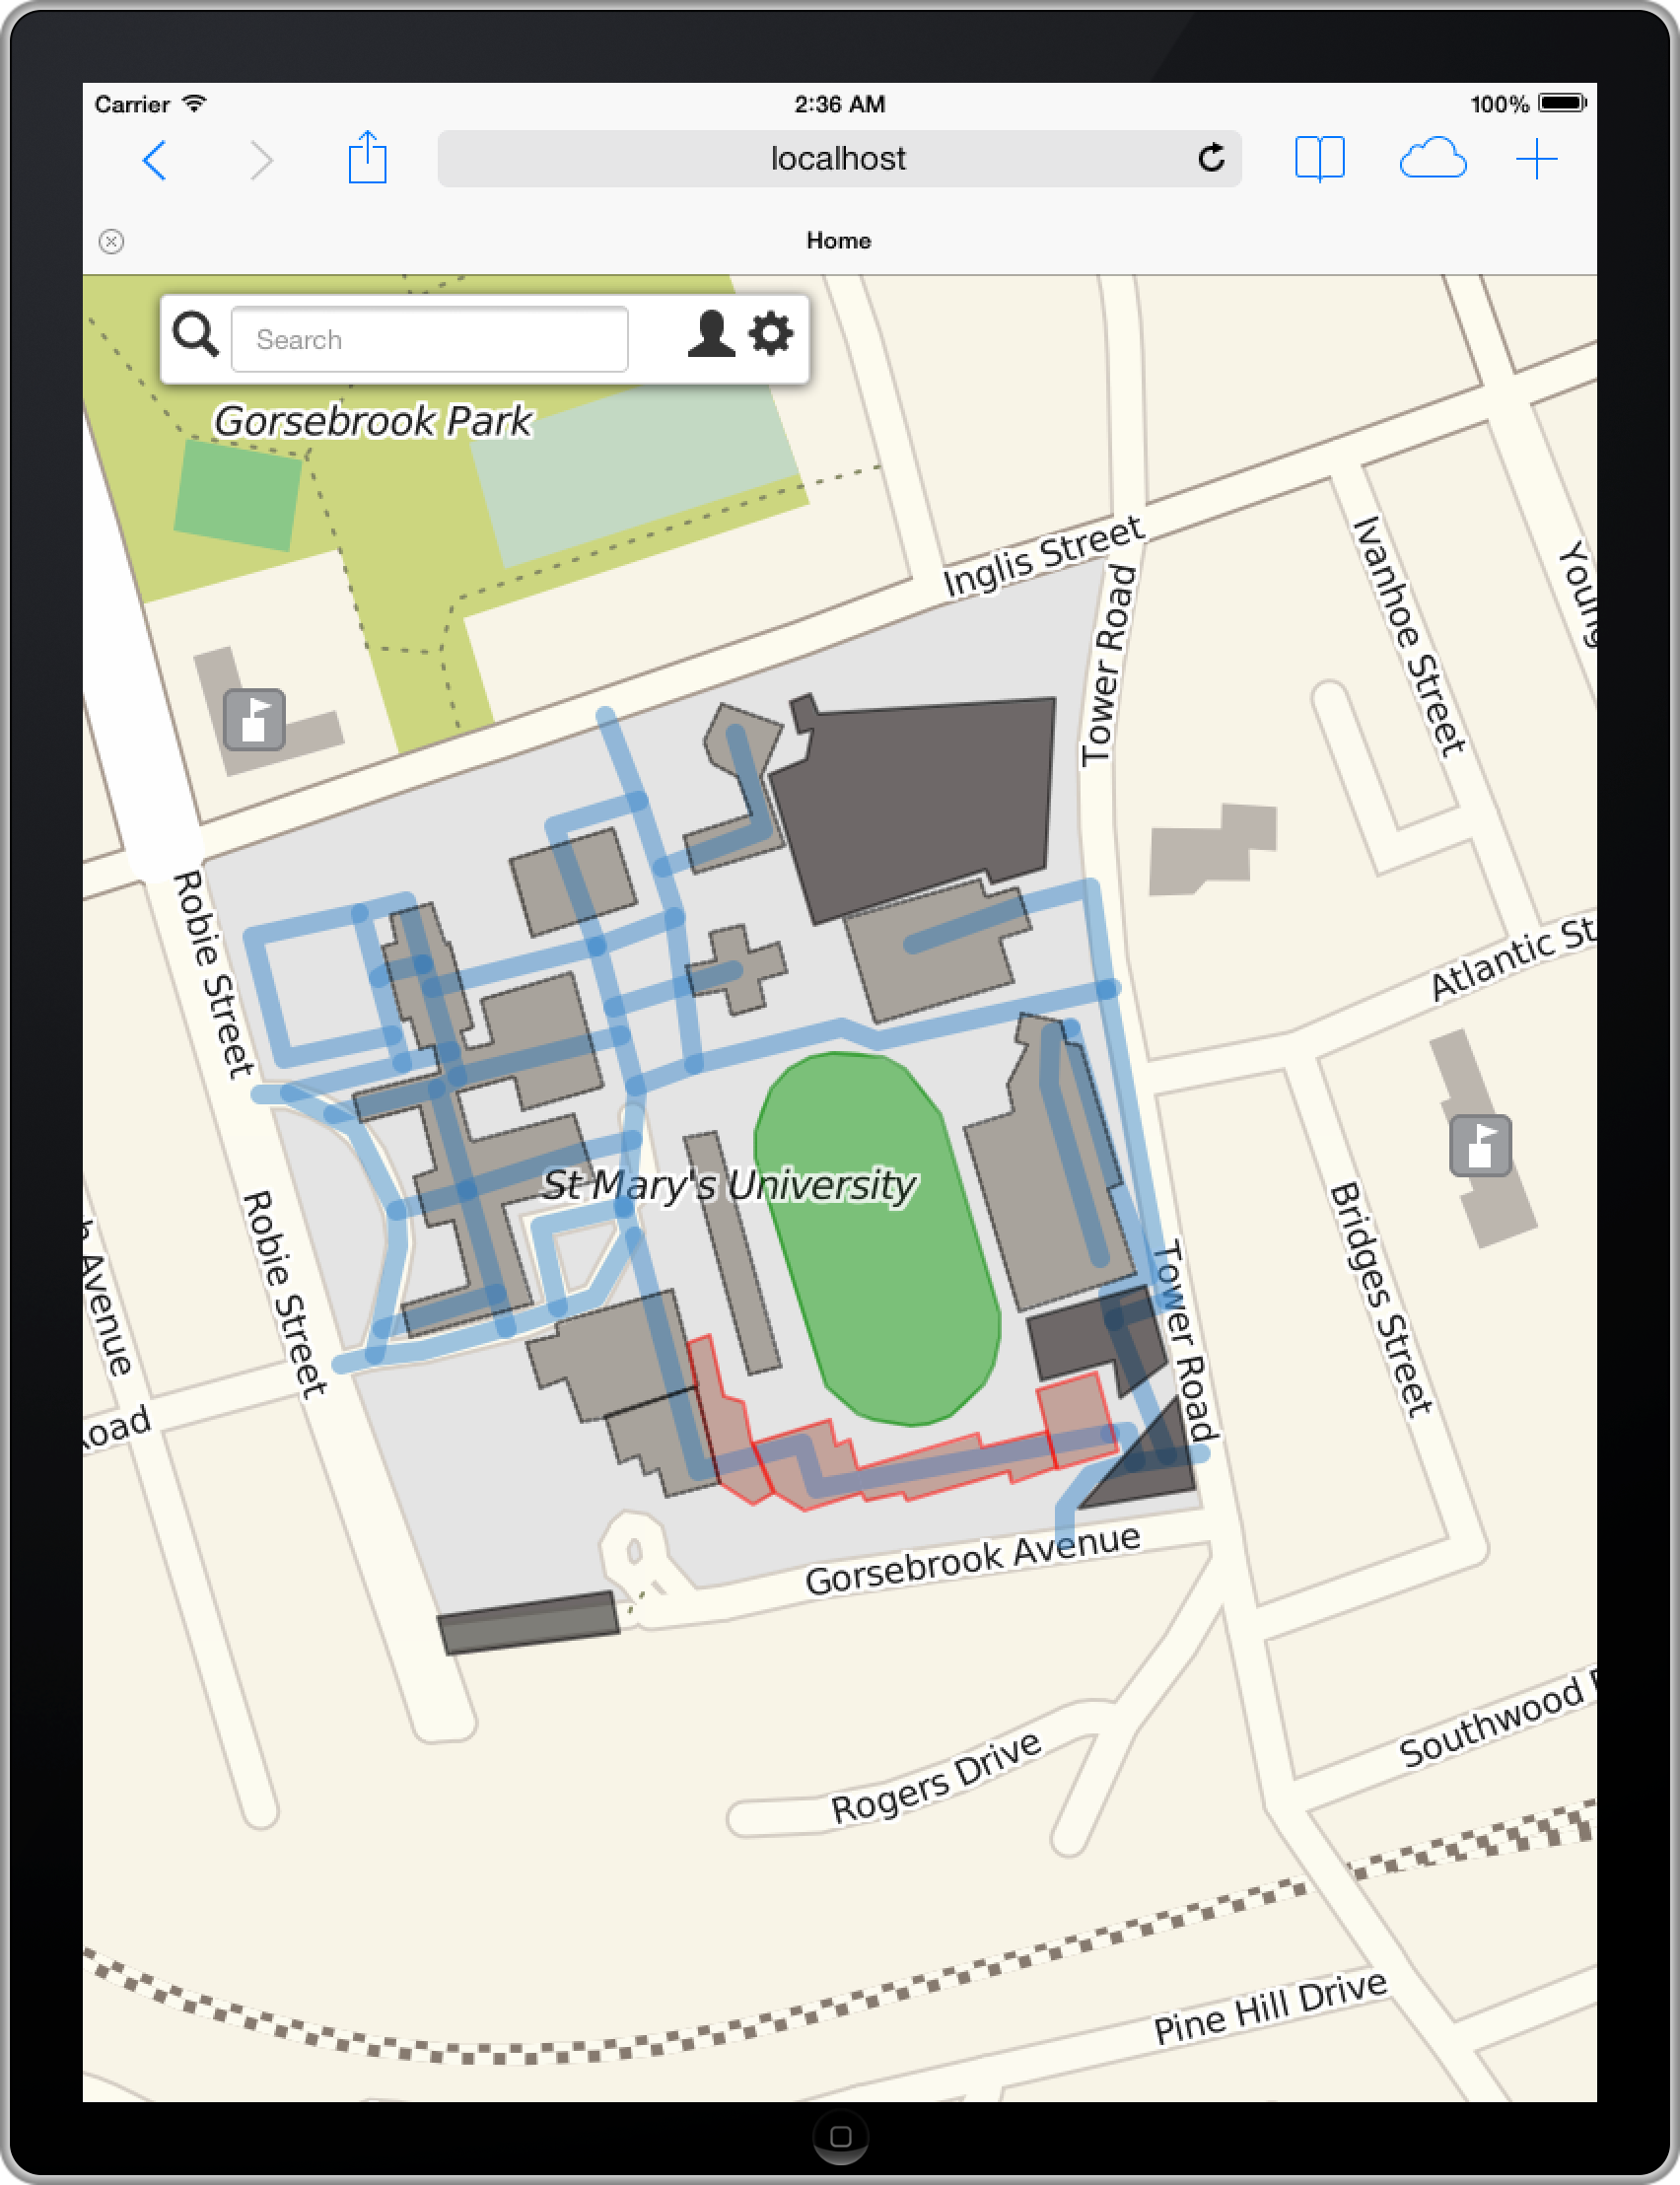 Carrier
2:36 AM
100%
localhost
Home
Search
Gorsebrook Park
Inglis Street
Tower Road
Ivanhoe Street
Young
Robie Street
Atlantic St
St Mary's University
Robie Street
Avenue
Bridges Street
Tower Road
Gorsebrook Avenue
Southwood
Rogers Drive
Pine Hill Drive